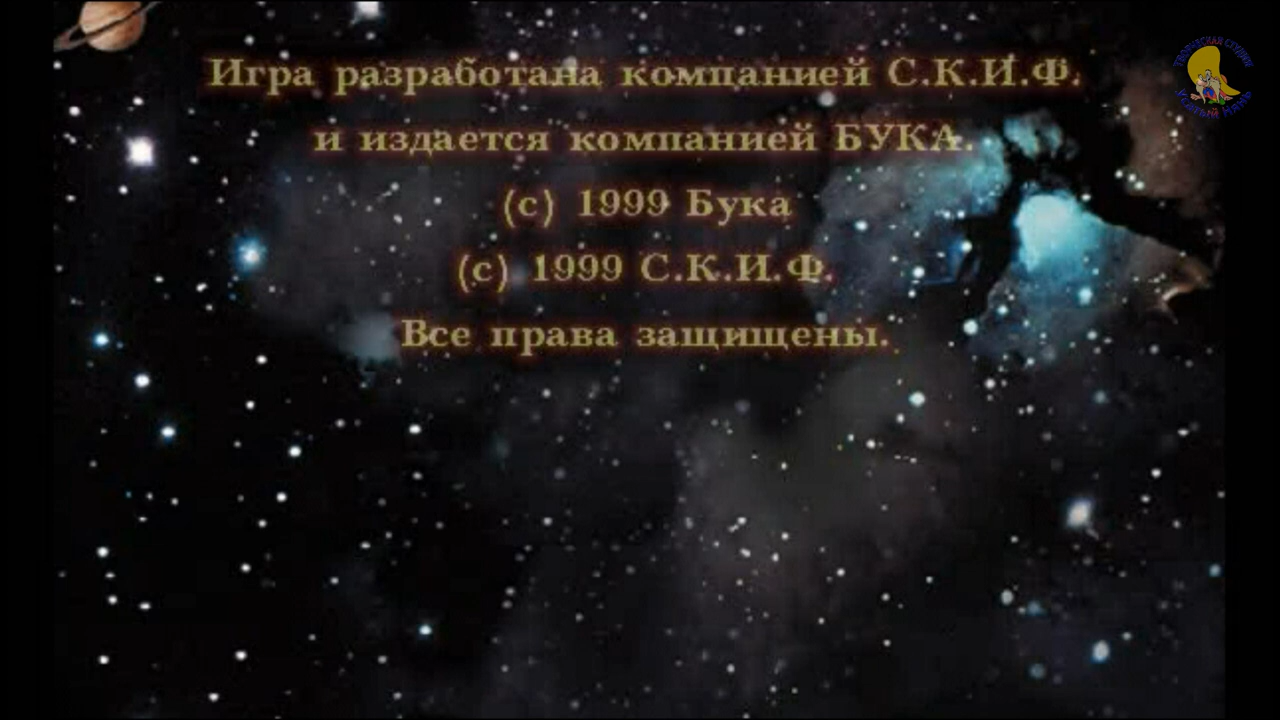 Игра разработана компанией С.К.И.Ф.
и издается компанией БУКА.
(с) 1999 Бука
(с) 1999 С.К.И.Ф.
Все права защищены.